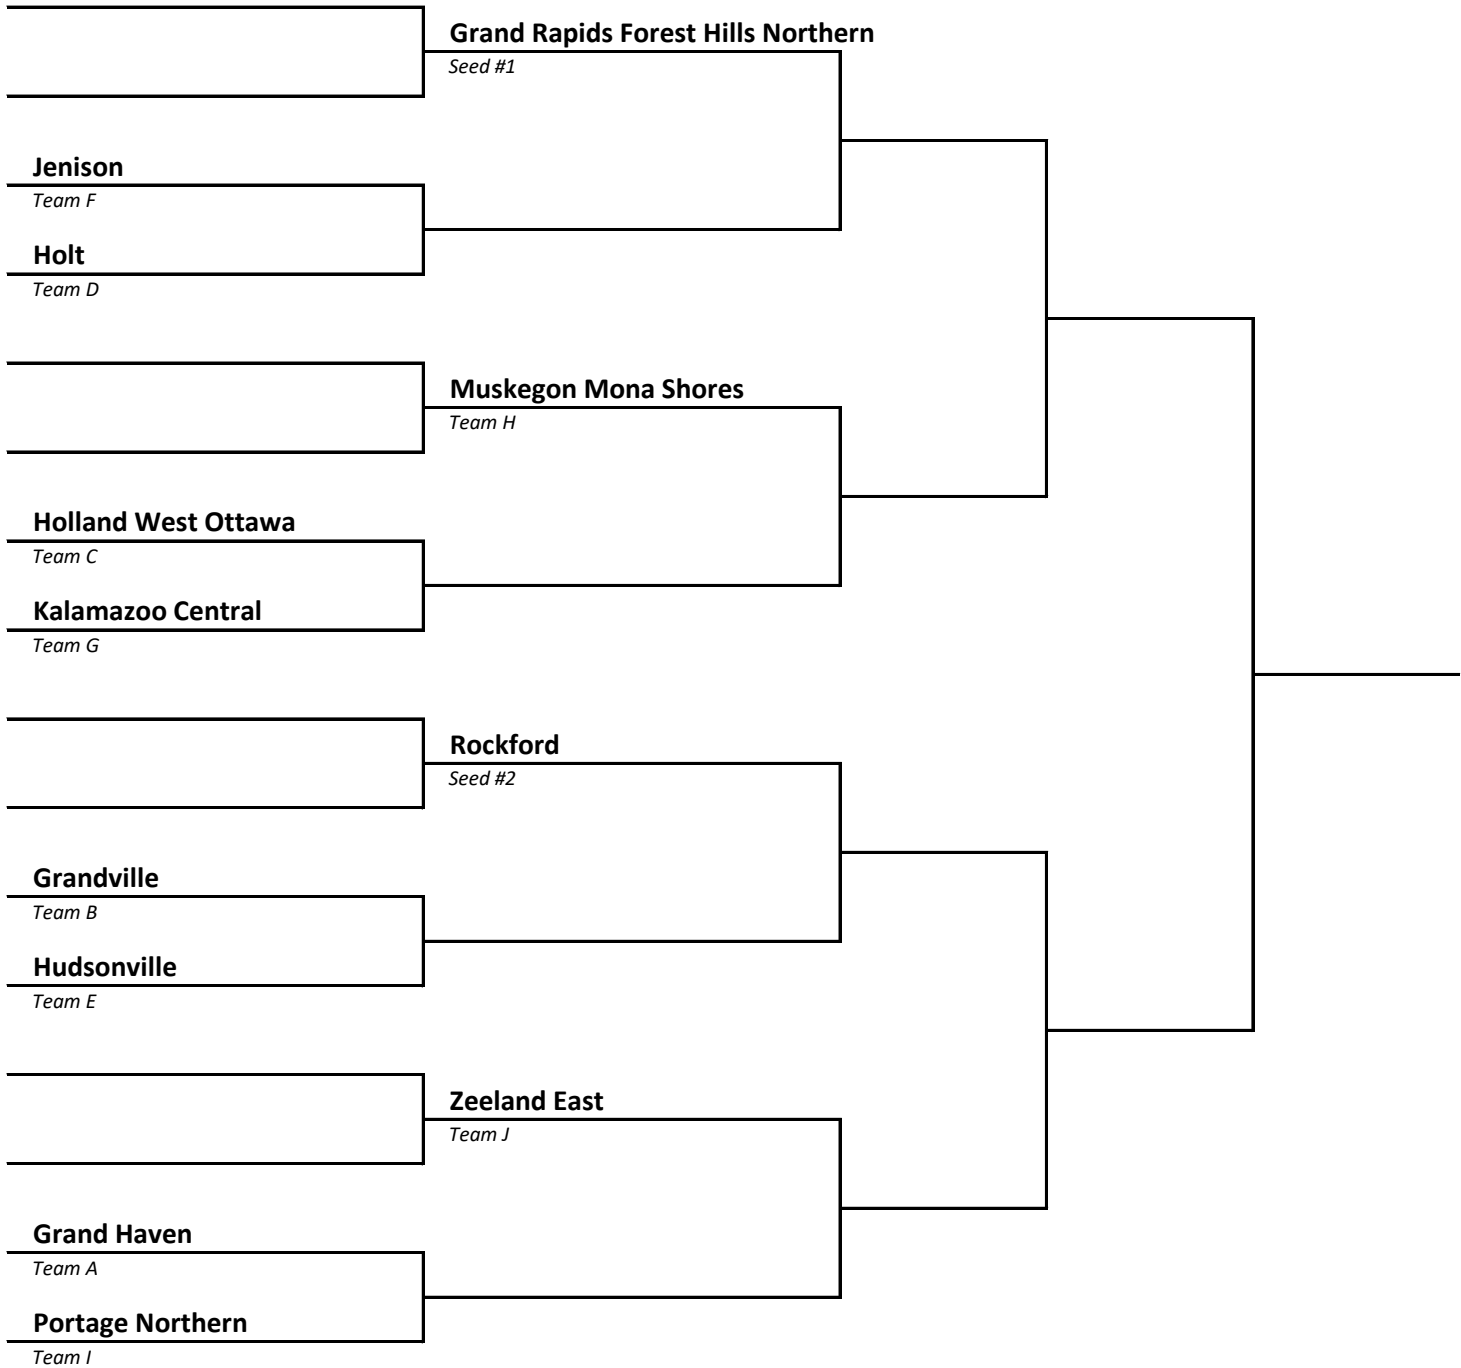 Grand Rapids Forest Hills Northern
Seed #1
Jenison
Team F
Holt
Team D
Muskegon Mona Shores
Team H
Holland West Ottawa
Team C
Kalamazoo Central
Team G
Rockford
Seed #2
Grandville
Team B
Hudsonville
Team E
Zeeland East
Team J
Grand Haven
Team A
Portage Northern
Team I